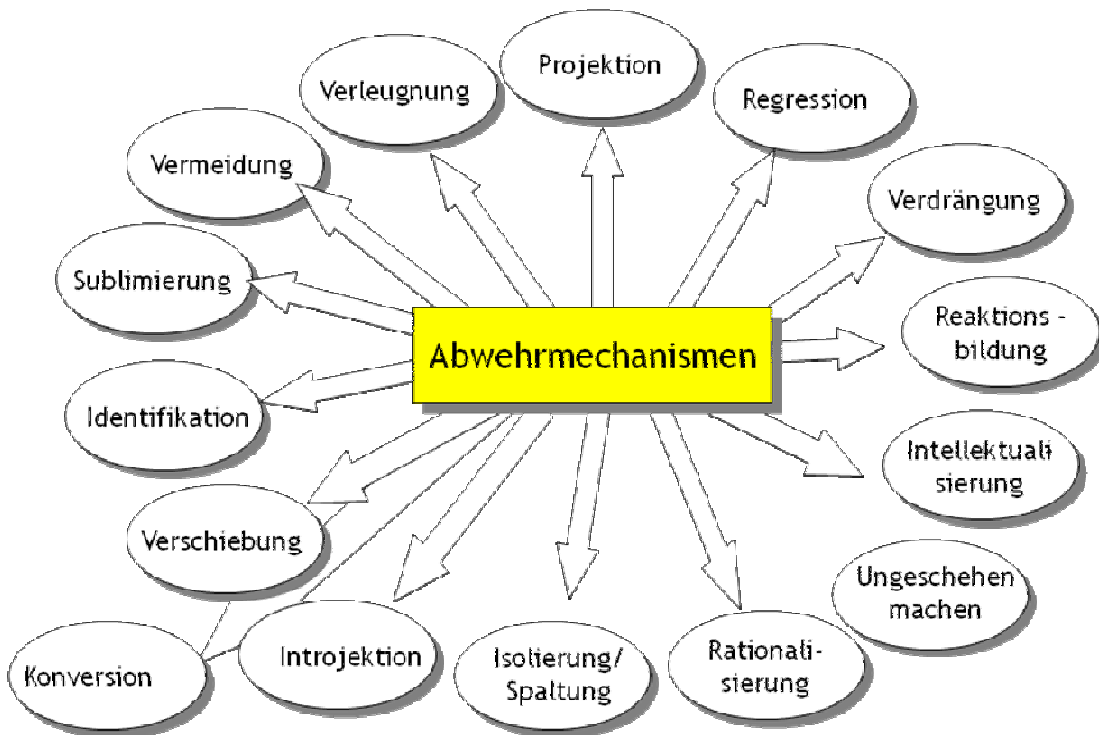 Projektion
Verleugnung
Regression
Vermeidung
Verdrängung
Sublimierung
Reaktions -
bildung
Abwehrmechanismen
Identifikation
Intellektuali
sierung
Verschiebung
Ungeschehen
machen
Konversion
Introjektion
Isolierung/
Spaltung
Rationali-
sierung